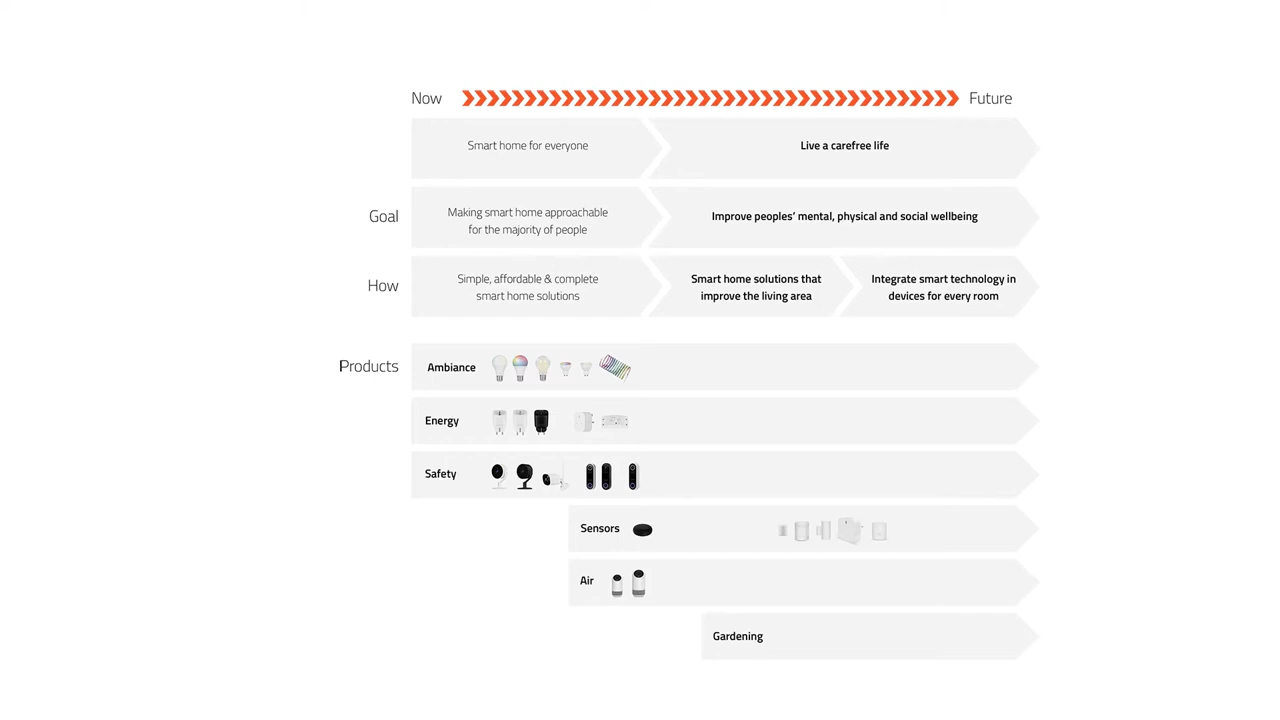 Now
Future
Smart home for everyone
Live a carefree life
Goal
Making smart home approachable
for the majority of people
Improve peoples' mental, physical and social wellbeing
How
Simple, affordable & complete
smart home solutions
Smart home solutions that
improve the living area
Integrate smart technology in
devices for every room
Products
Ambiance
Energy
Safety
Sensors
Air
Gardening